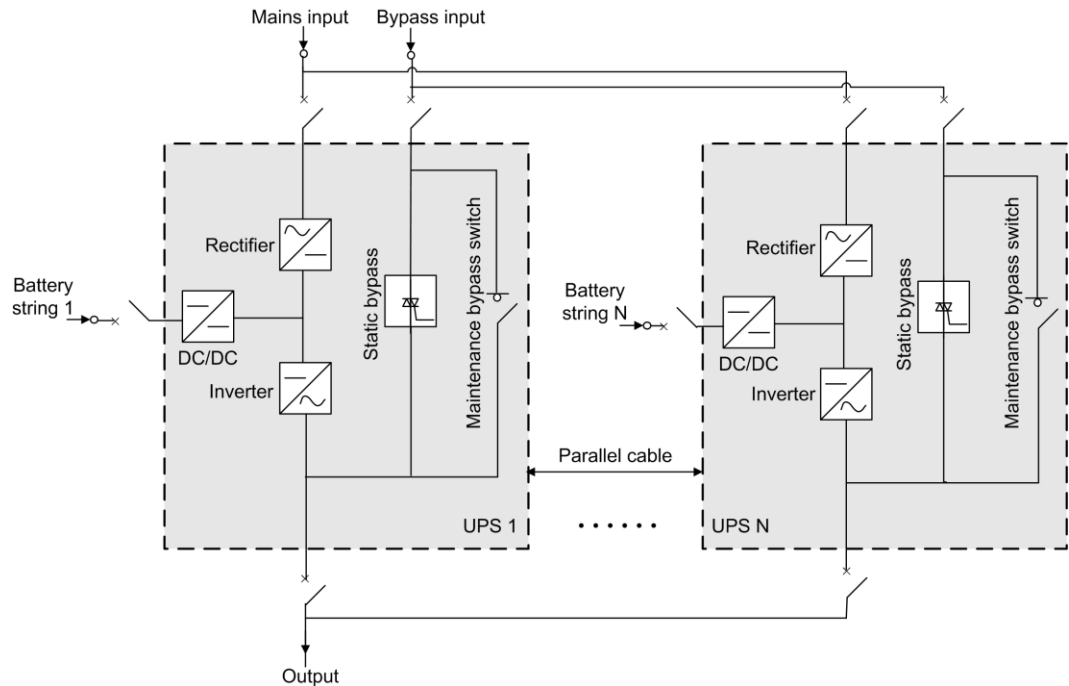 Mains input
Bypass input
Rectifier
Static bypass
Maintenance bypass switch
Battery
string 1
DC/DC
Inverter
UPS 1
Parallel cable
Rectifier
Static bypass
Maintenance bypass switch
Battery
string N
DC/DC
Inverter
UPS N
Output